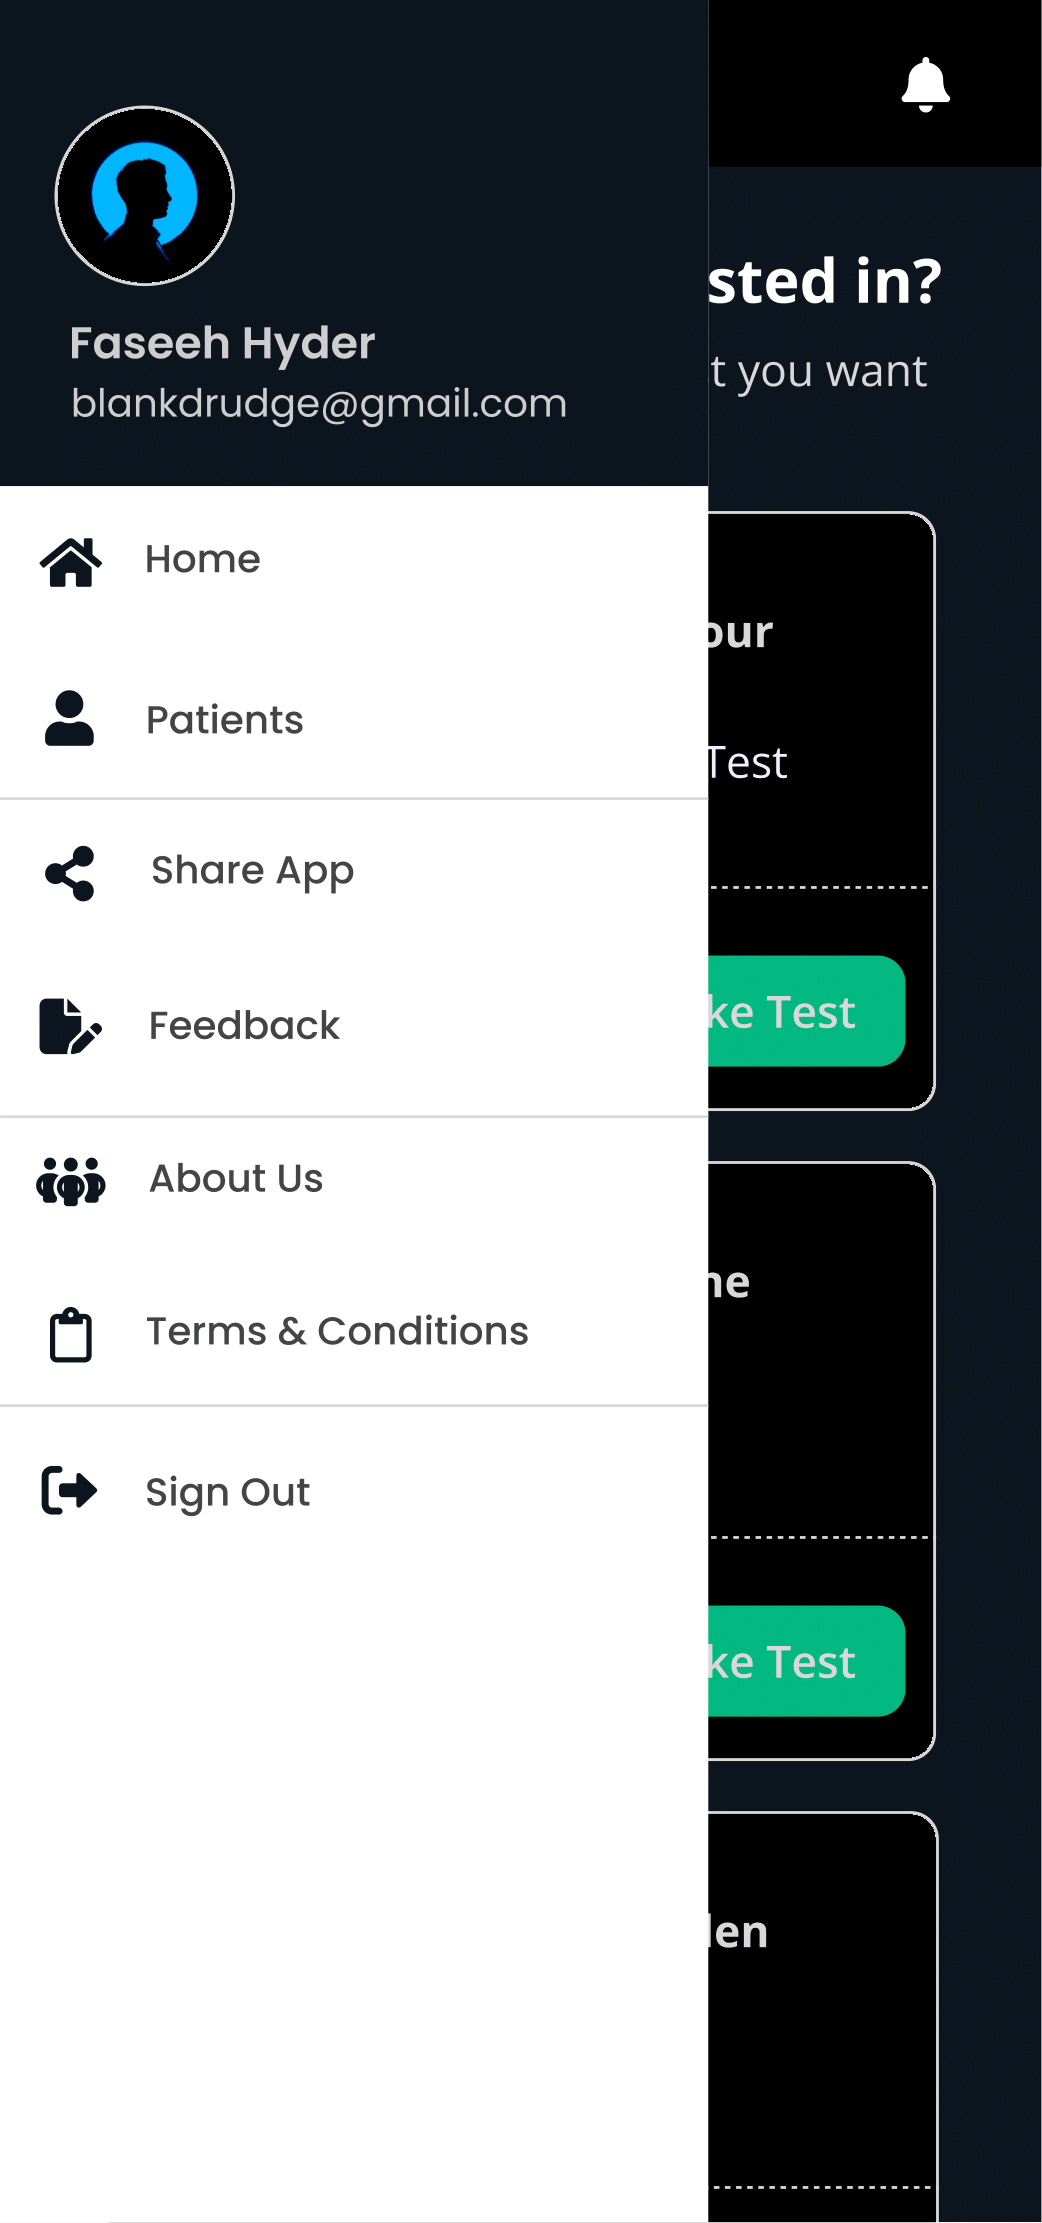 Faseeh Hyder
blankdrudge@gmail.com
Home
Patients
Share App
Feedback
About Us
Terms & Conditions
Sign Out
sted in?
t you want
our
Test
ke Test
ne
ke Test
en